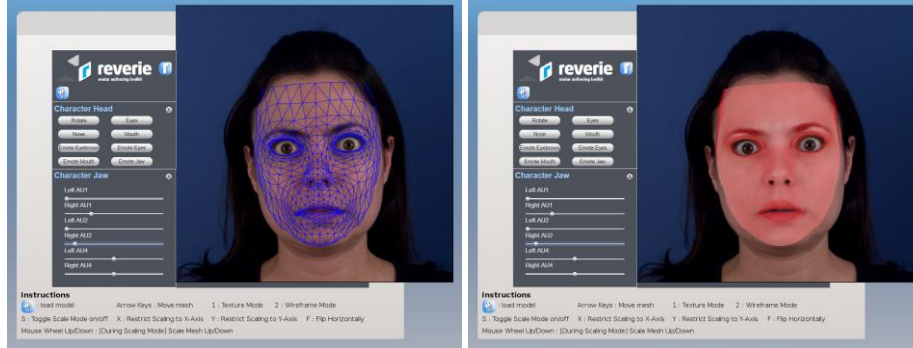 reverie
avatar authoring toolkit
Character Head
Rotate Eyes
Nose Mouth
Emote Eyebrows Emote Eyes
Emote Mouth Emote Jaw
Character Jaw
Left AU1
Right AU1
Left AU2
Right AU2
Left AU4
Right AU4
Instructions
: load model Arrow Keys : Move mesh 1 : Texture Mode 2 : Wireframe Mode
S : Toggle Scale Mode on/off X : Restrict Scaling to X-Axis Y : Restrict Scaling to Y-Axis F : Flip Horizontally
Mouse Wheel Up/Down : [During Scaling Mode] Scale Mesh Up/Down
reverie
avatar authoring toolkit
Character Head
Rotate Eyes
Nose Mouth
Emote Eyebrows Emote Eyes
Emote Mouth Emote Jaw
Character Jaw
Left AU1
Right AU1
Left AU2
Right AU2
Left AU4
Right AU4
Instructions
: load model Arrow Keys : Move mesh 1 : Texture Mode 2 : Wireframe Mode
S : Toggle Scale Mode on/off X : Restrict Scaling to X-Axis Y : Restrict Scaling to Y-Axis F : Flip Horizontally
Mouse Wheel Up/Down : [During Scaling Mode] Scale Mesh Up/Down